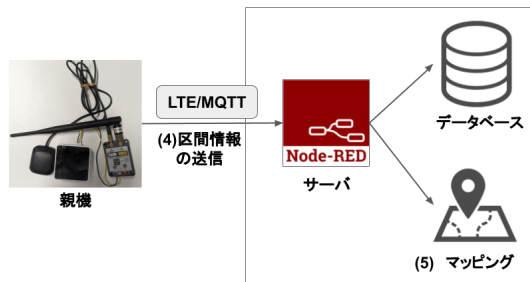 LTE/MQTT
(4)区間情報
の送信
親機
Node-RED
サーバ
データベース
(5) マッピング